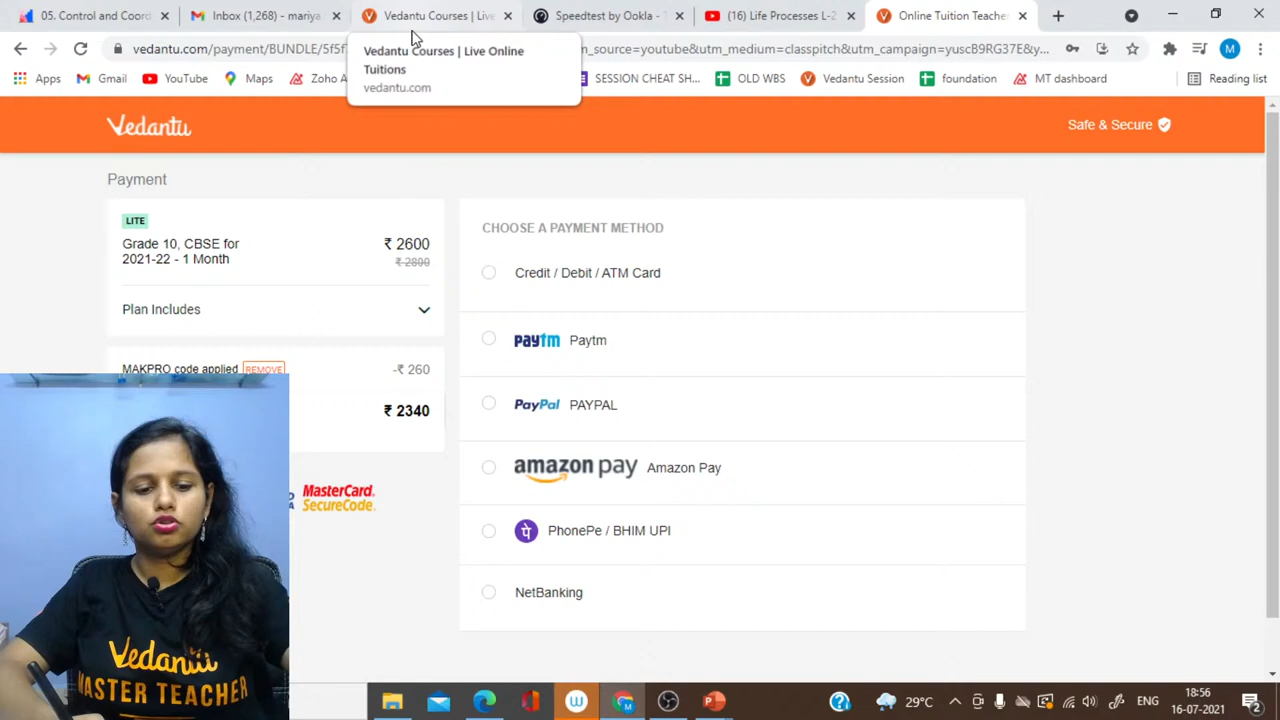 05. Control and Coord
Inbox (1,268) - mariya
Vedantu Courses | Live
Speedtest by Ookla -
(16) Life Processes L-2
Online Tuition Teache
vedantu.com/payment/BUNDLE/5f5f
m_source=youtube&utm_medium=classpitch&utm_campaign=yuscB9RG37E&y...
M
Vedantu Courses | Live Online
Tuitions
vedantu.com
Apps
Gmail
YouTube
Maps
Zoho A
SESSION CHEAT SH...
OLD WBS
Vedantu Session
foundation
MT dashboard
Reading list
Vedantu
Safe & Secure
Payment
LITE
Grade 10, CBSE for
2021-22 - 1 Month
₹ 2600
₹ 2800
Plan Includes
MAKPRO code applied REMOVE -₹ 260
₹ 2340
MasterCard.
SecureCode.
CHOOSE A PAYMENT METHOD
Credit / Debit / ATM Card
paytm Paytm
PayPal PAYPAL
amazon pay Amazon Pay
पे PhonePe / BHIM UPI
NetBanking
Vedantu
MASTER TEACHER
29°C
ENG
18:56
16-07-2021
2